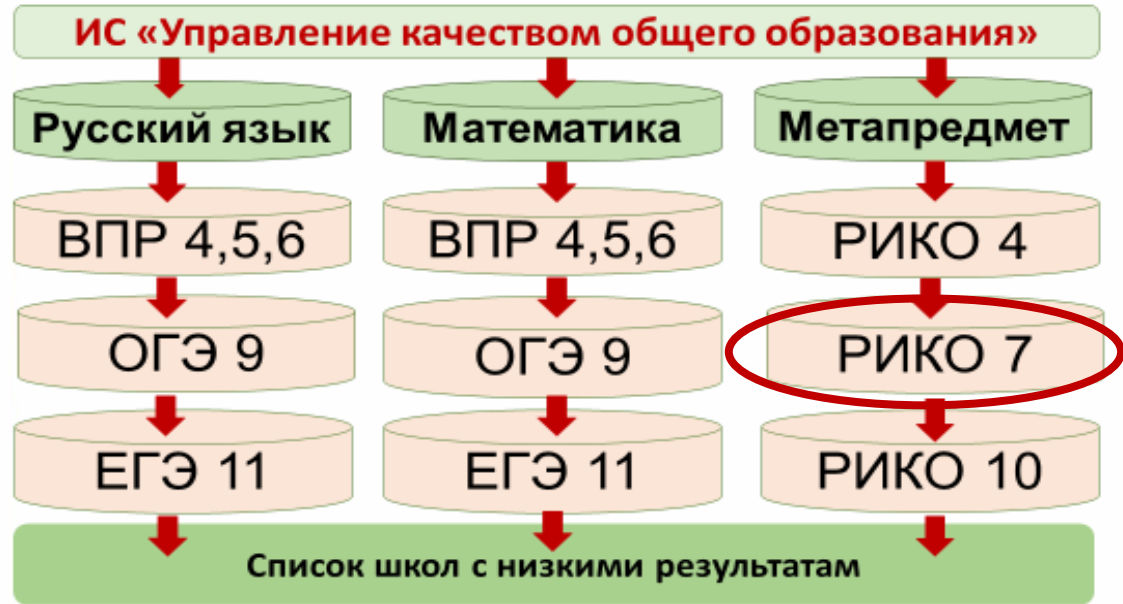 ИС «Управление качеством общего образования»
Русский язык
Математика
Метапредмет
ВПР 4,5,6
ВПР 4,5,6
РИКО 4
ОГЭ 9
ОГЭ 9
РИКО 7
ЕГЭ 11
ЕГЭ 11
РИКО 10
Список школ с низкими результатам